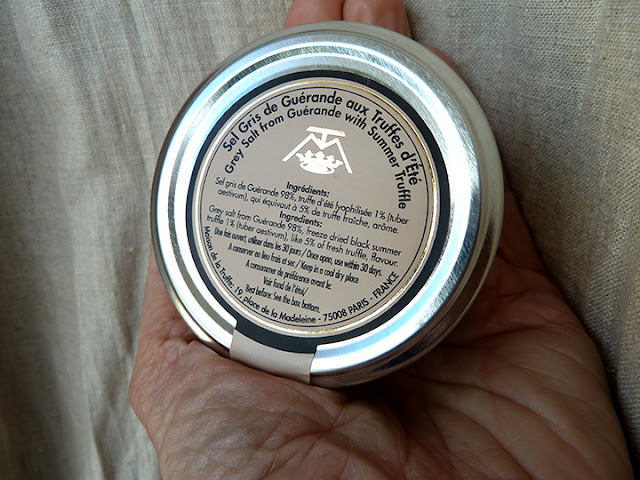 Sel Gris de Guérande aux Truffes d'Été
Grey Salt from Guérande with Summer Truffle
Ingrédients:
Sel gris de Guérande 98%, truffe d'été lyophilisée 1% (tuber
aestivum), qui équivaut à 5% de truffe fraîche, arôme.
Ingredients:
Grey salt from Guérande 98%, freeze dried black summer
truffle 1% (tuber aestivum), like 5% of fresh truffle, flavour.
Une fois ouvert, utiliser dans les 30 jours / Once open, use within 30 days.
A conserver au lieu frais et sec / Keep in a cool dry place
A consommer de préférence avant le:
Voir fond de l'étui/
Best before: See the box bottom.
Maison de la Truffe: 19, place de la Madeleine - 75008 PARIS - FRANCE